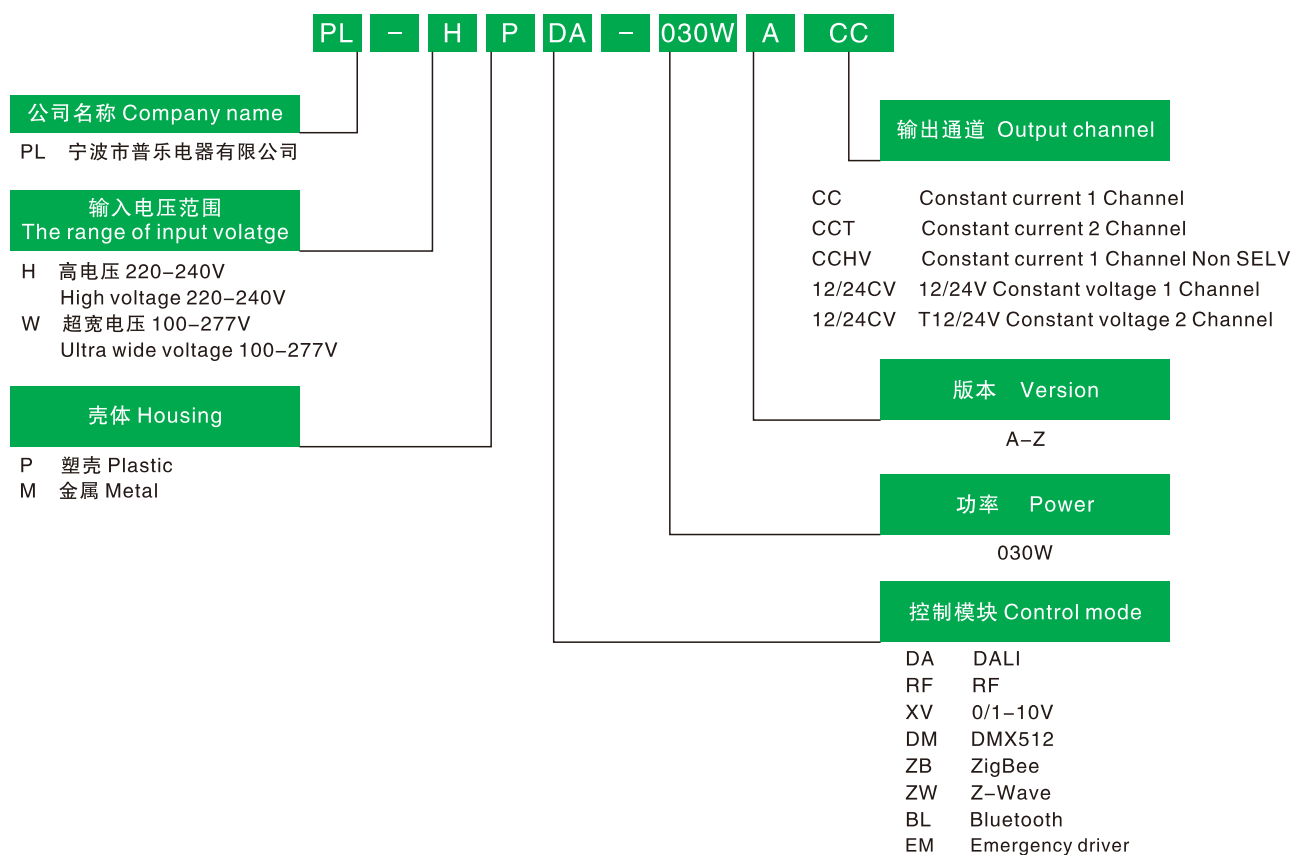 PL - H P DA - 030W A CC
公司名称 Company name
PL 宁波市普乐电器有限公司
输入电压范围
The range of input volatge
H 高电压 220-240V
High voltage 220-240V
W 超宽电压 100-277V
Ultra wide voltage 100-277V
壳体 Housing
P 塑壳 Plastic
M 金属 Metal
输出通道 Output channel
CC Constant current 1 Channel
CCT Constant current 2 Channel
CCHV Constant current 1 Channel Non SELV
12/24CV 12/24V Constant voltage 1 Channel
12/24CV T12/24V Constant voltage 2 Channel
版本 Version
A-Z
功率 Power
030W
控制模块 Control mode
DA DALI
RF RF
XV 0/1-10V
DM DMX512
ZB ZigBee
ZW Z-Wave
BL Bluetooth
EM Emergency driver